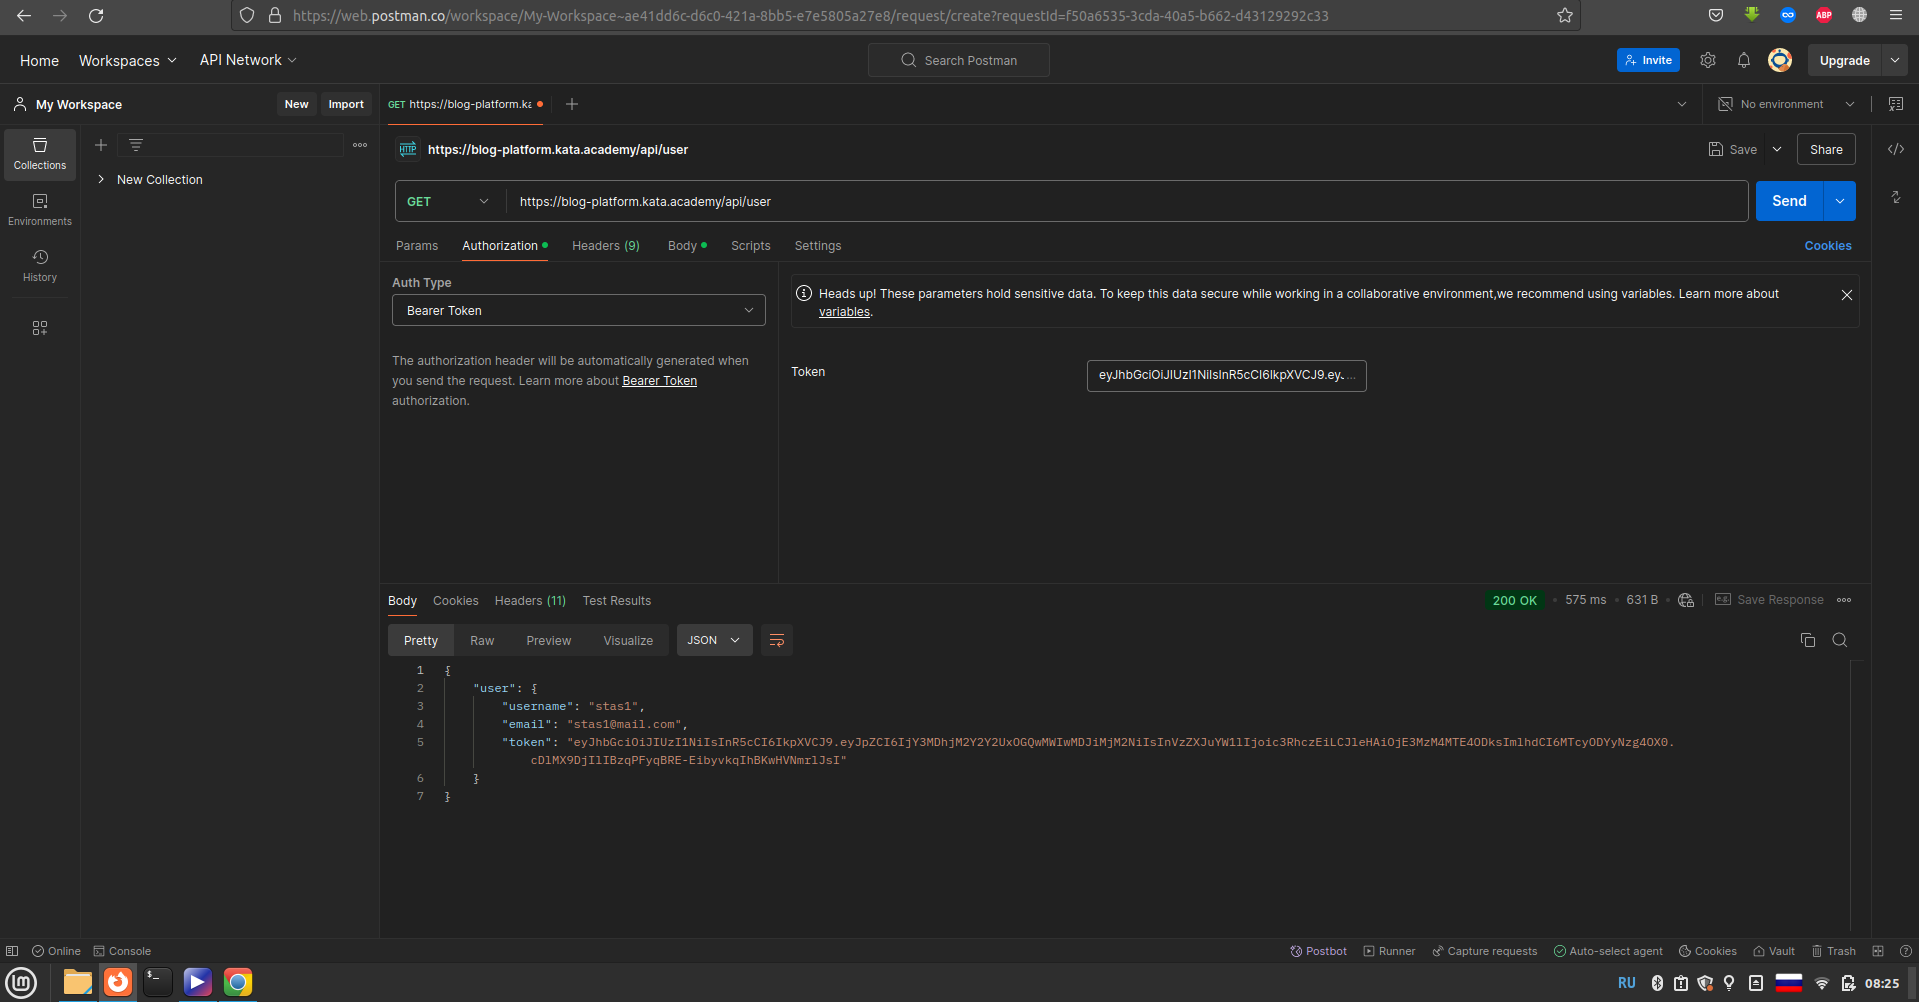 https://web.postman.co/workspace/My-Workspace~ae41dd6c-d6c0-421a-8bb5-e7e5805a27e8/request/create?requestId=f50a6535-3cda-40a5-b662-d43129292c33
ABP
Home Workspaces API Network Search Postman Invite Upgrade
My Workspace New Import GET https://blog-platform.ka No environment
Collections
New Collection
Environments
History
HTTP https://blog-platform.kata.academy/api/user Save Share
GET https://blog-platform.kata.academy/api/user Send
Params Authorization Headers (9) Body Scripts Settings Cookies
Auth Type
Bearer Token
The authorization header will be automatically generated when
you send the request. Learn more about Bearer Token
authorization.
Heads up! These parameters hold sensitive data. To keep this data secure while working in a collaborative environment,we recommend using variables. Learn more about
variables.
Token eyJhbGciOiJIUzI1NiIsInR5cCI6IkpXVCJ9.eyJ...
Body Cookies Headers (11) Test Results 200 OK 575 ms 631 B e.g. Save Response
Pretty Raw Preview Visualize JSON
1 {
2 "user": {
3 "username": "stas1",
4 "email": "stas1@mail.com",
5 "token": "eyJhbGciOiJIUzI1NiIsInR5cCI6IkpXVCJ9.eyJpZCI6IjY3MDhjM2Y2Y2UxOGQwMWIwMDJiMjM2NiIsInVzZXJuYW1lIjoic3RhczEiLCJleHAiOjE3MzM4MTE4ODksImlhdCI6MTcyODYyNzg4OX0.
cDlMX9DjIlIBzqPFyqBRE-EibyvkqIhBKwHVNmrlJsI"
6 }
7 }
Online Console Postbot Runner Capture requests Auto-select agent Cookies Vault Trash
RU 08:25